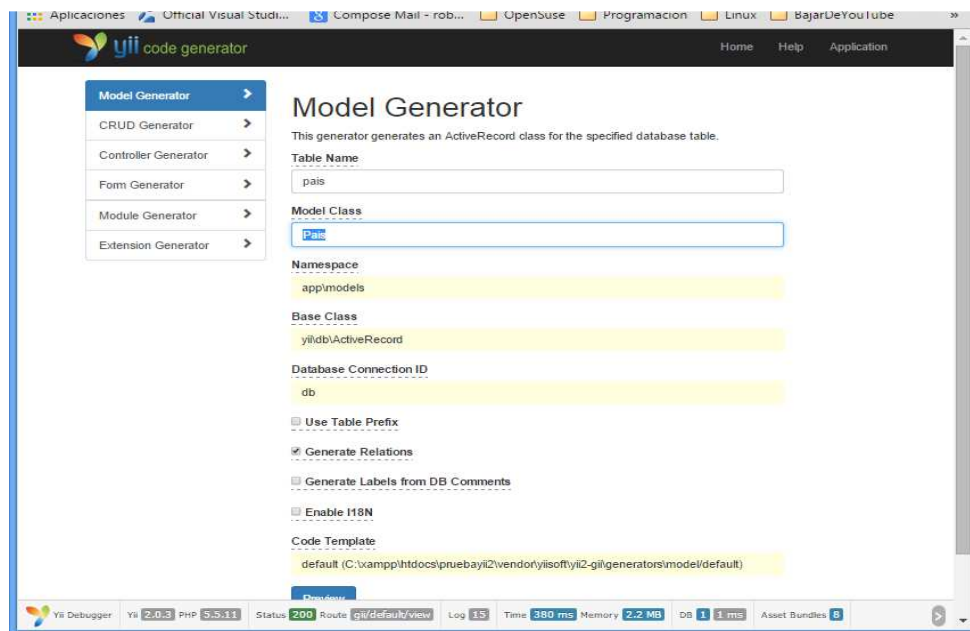 Aplicaciones Official Visual Studi... Compose Mail - rob... OpenSuse Programacion Linux BajarDeYouTube »
yii code generator Home Help Application
Model Generator
CRUD Generator
Controller Generator
Form Generator
Module Generator
Extension Generator
Model Generator
This generator generates an ActiveRecord class for the specified database table.
Table Name
pais
Model Class
Pais
Namespace
app\models
Base Class
yii\db\ActiveRecord
Database Connection ID
db
Use Table Prefix
Generate Relations
Generate Labels from DB Comments
Enable I18N
Code Template
default (C:\xampp\htdocs\pruebayii2\vendor\yiisoft\yii2-gii\generators\model/default)
Preview
Yii Debugger Yii 2.0.3 PHP 5.5.11 Status 200 Route gii/default/view Log 15 Time 380 ms Memory 2.2 MB DB 1 1 ms Asset Bundles 8